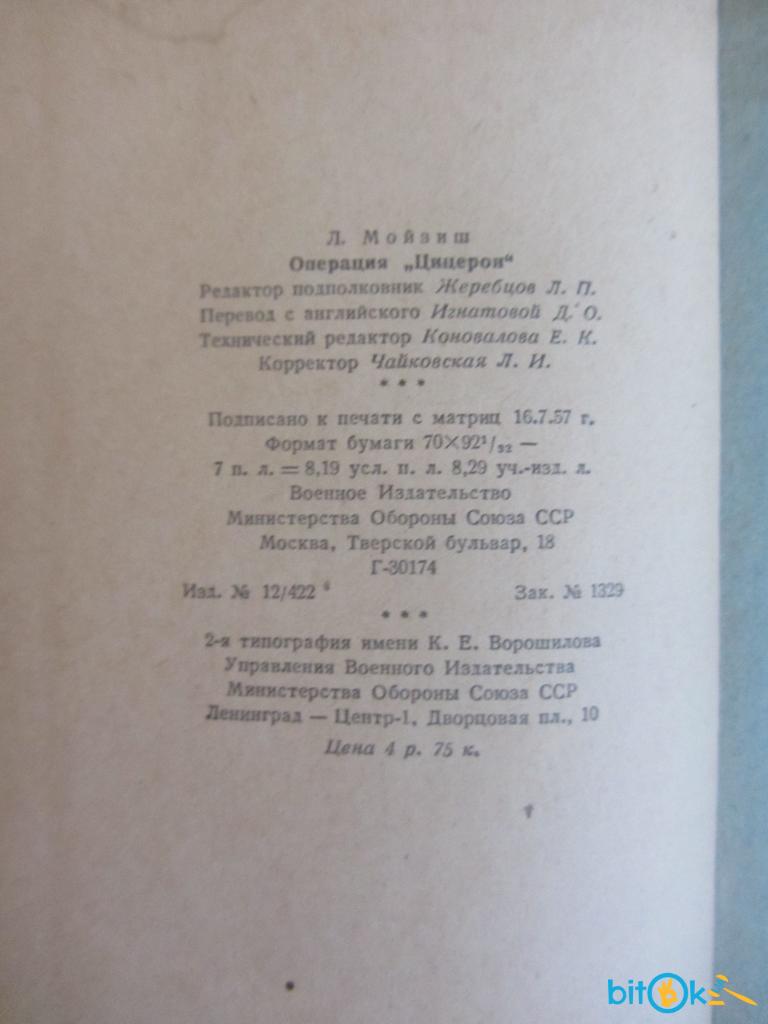 Л. Мойзиш
Операция „Цицерон“
Редактор подполковник Жеребцов Л. П.
Перевод с английского Игнатовой Д. О.
Технический редактор Коновалова Е. К.
Корректор Чайковская Л. И.
* * *
Подписано к печати с матриц 16.7.57 г.
Формат бумаги 70×92¹/₃₂ —
7 п. л. = 8,19 усл. п. л. 8,29 уч.-изд. л.
Военное Издательство
Министерства Обороны Союза ССР
Москва, Тверской бульвар, 18
Г-30174
Изд. № 12/422 Зак. № 1329
* * *
2-я типография имени К. Е. Ворошилова
Управления Военного Издательства
Министерства Обороны Союза ССР
Ленинград — Центр-1, Дворцовая пл., 10
Цена 4 р. 75 к.
bitok